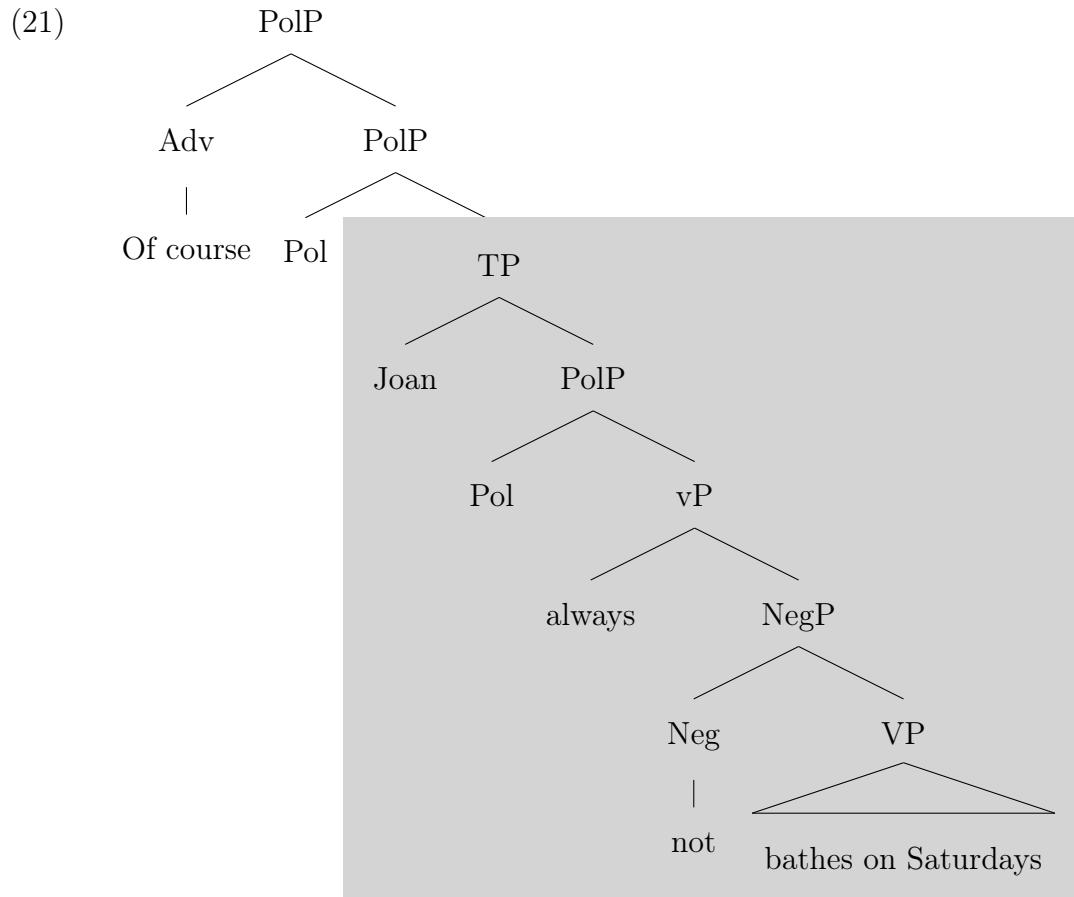 (21) PolP
Adv PolP
Of course Pol
TP
Joan PolP
Pol vP
always NegP
Neg VP
not
bathes on Saturdays